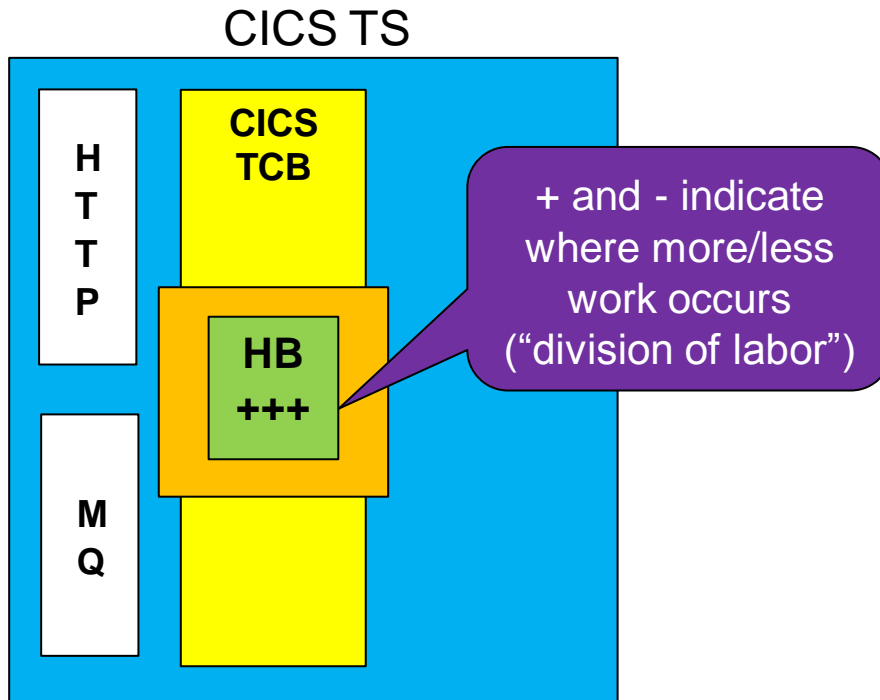 CICS TS
H
T
T
P
M
Q
CICS
TCB
HB
+++
+ and - indicate
where more/less
work occurs
(“division of labor”)